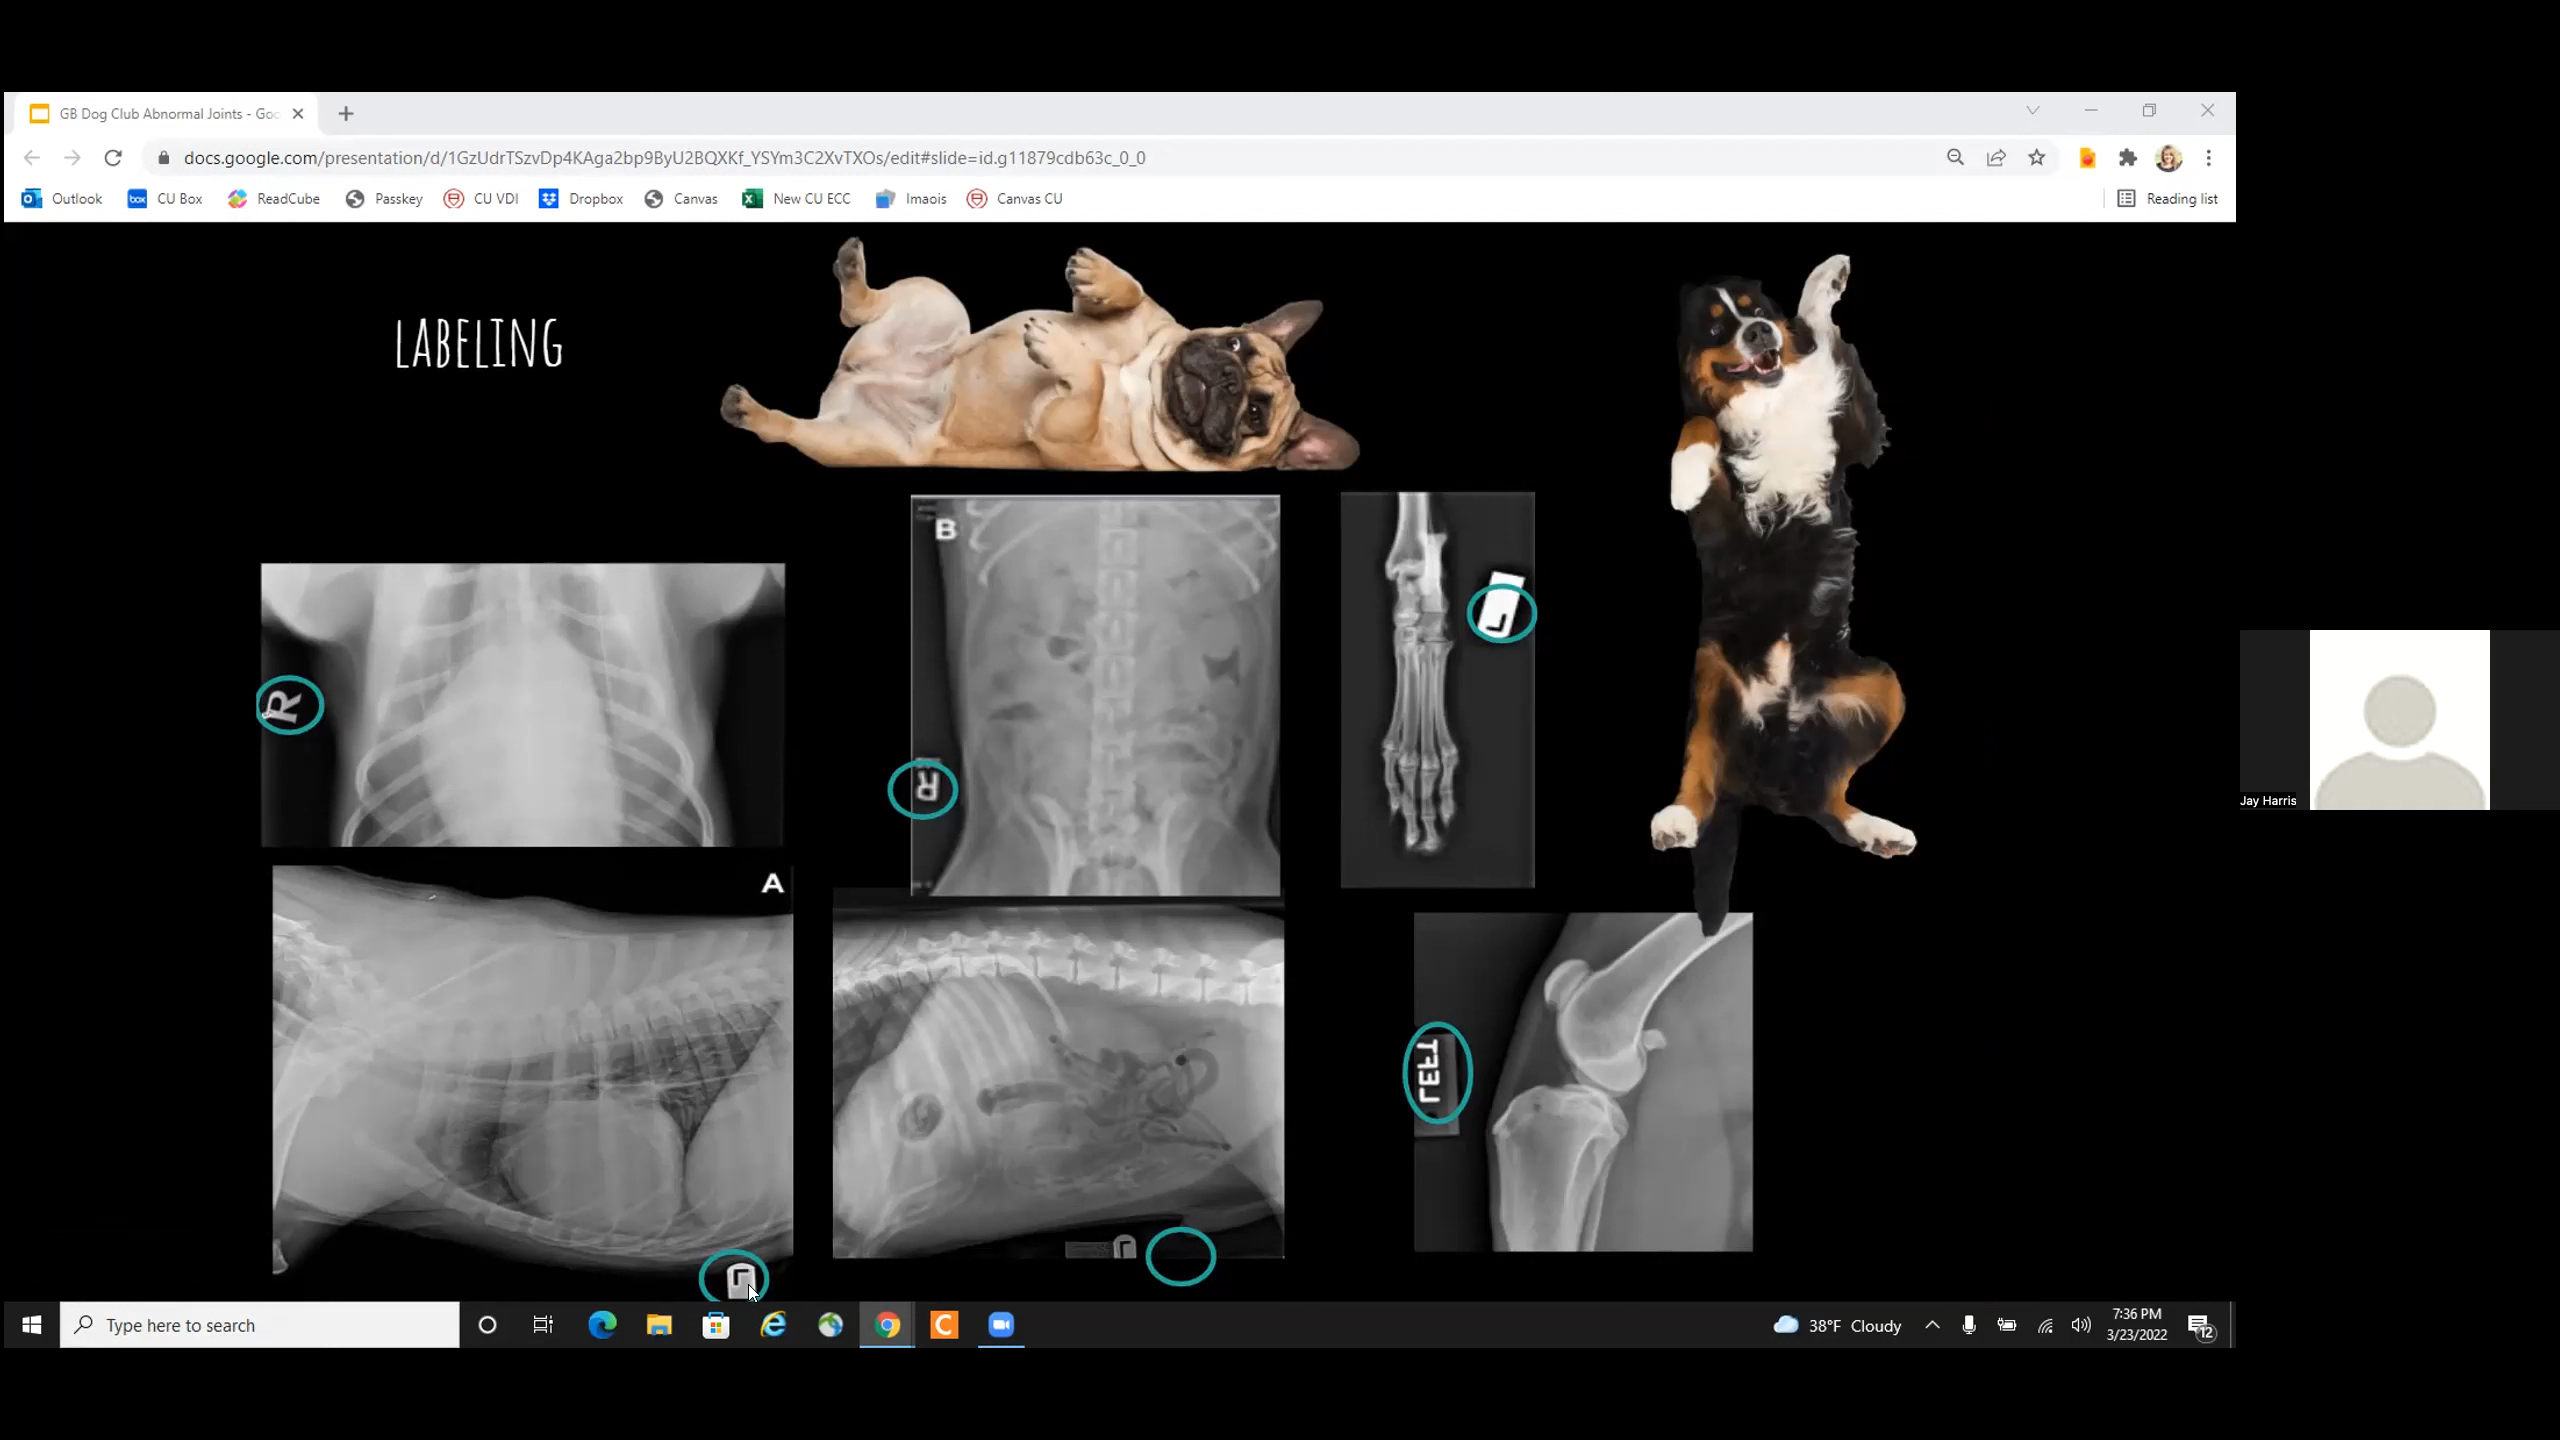 GB Dog Club Abnormal Joints - Goo
docs.google.com/presentation/d/1GzUdrTSzvDp4KAga2bp9ByU2BQXKf_YSYm3C2XvTXOs/edit#slide=id.g11879cdb63c_0_0
Outlook CU Box ReadCube Passkey CU VDI Dropbox Canvas New CU ECC Imaois Canvas CU Reading list
LABELING
B
L
R
R
Jay Harris
A
LEFT
L
L
Type here to search
38°F Cloudy
7:36 PM
3/23/2022
12